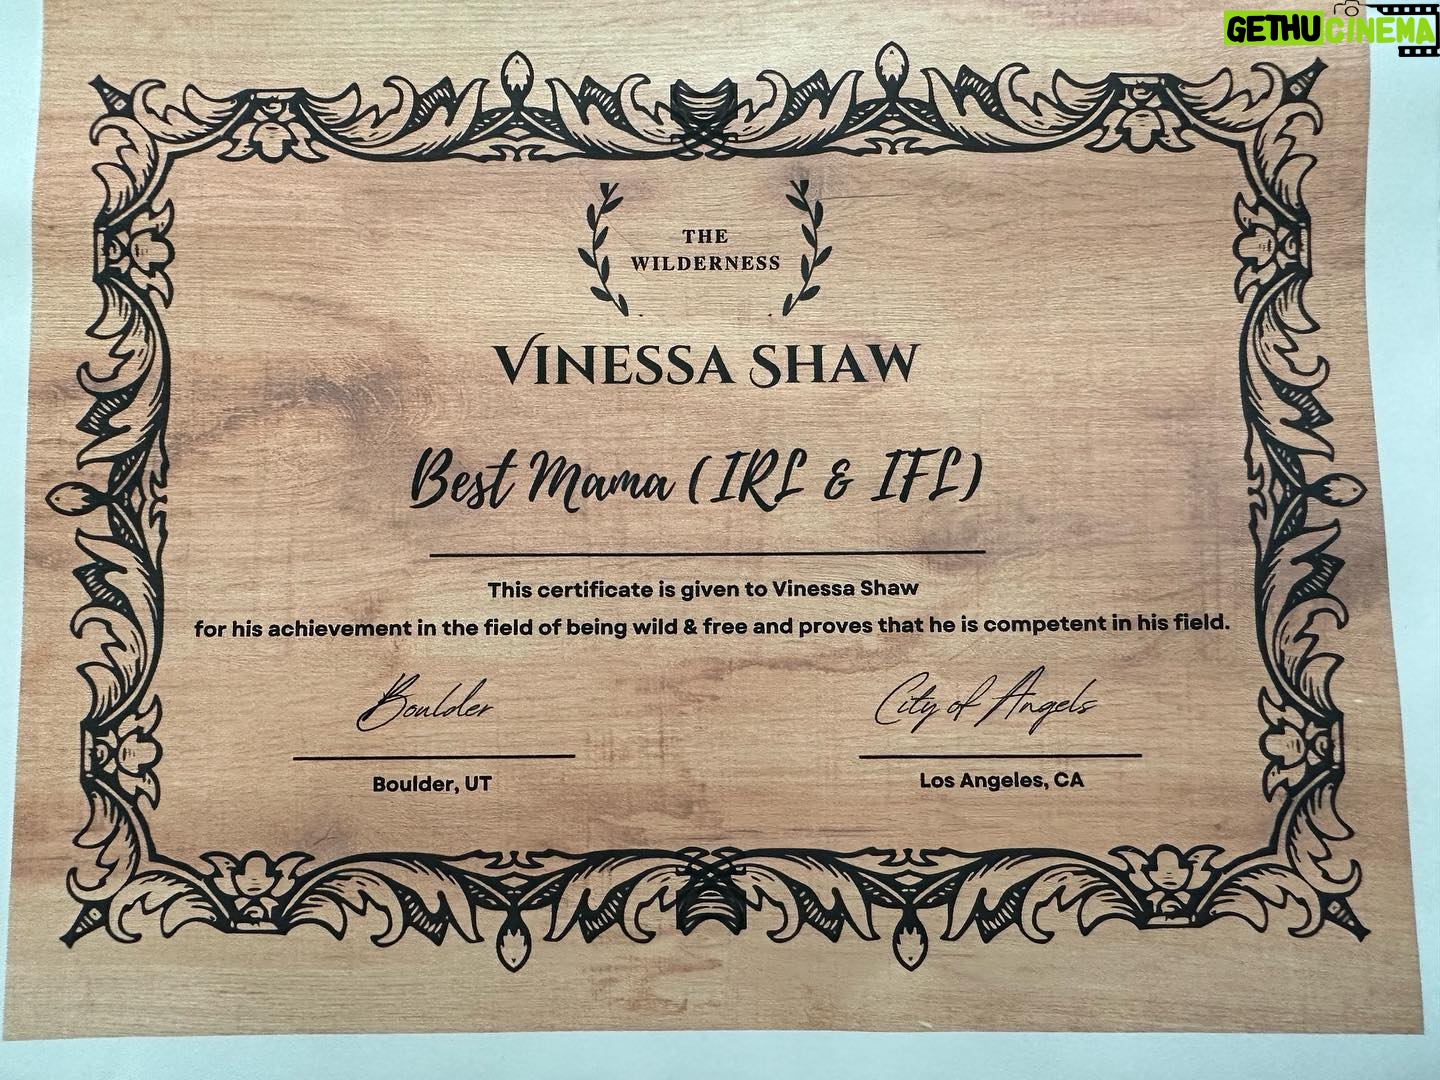 GETHUCINEMA
THE
WILDERNESS
VINESSA SHAW
Best Mama (IRL & IFL)
This certificate is given to Vinessa Shaw
for his achievement in the field of being wild & free and proves that he is competent in his field.
Boulder
City of Angels
Boulder, UT
Los Angeles, CA